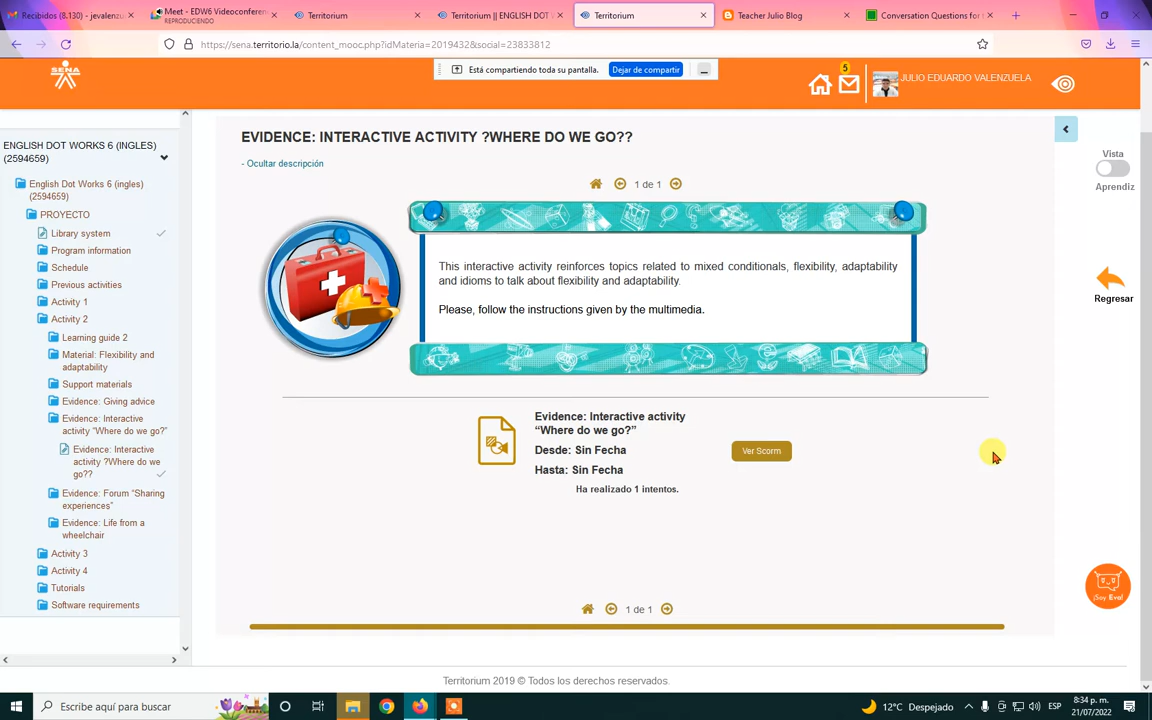 Recibidos (8.130) - jevalenzu
Meet - EDW6 Videoconferen
REPRODUCIENDO
Territorium
Territorium || ENGLISH DOT W
Territorium
Teacher Julio Blog
Conversation Questions for
https://sena.territorio.la/content_mooc.php?idMateria=2019432&social=23833812
SENA
Está compartiendo toda su pantalla.
Dejar de compartir
5
JULIO EDUARDO VALENZUELA
ENGLISH DOT WORKS 6 (INGLES)
(2594659)
English Dot Works 6 (ingles)
(2594659)
PROYECTO
Library system
Program information
Schedule
Previous activities
Activity 1
Activity 2
Learning guide 2
Material: Flexibility and
adaptability
Support materials
Evidence: Giving advice
Evidence: Interactive
activity “Where do we go?”
Evidence: Interactive
activity ?Where do we
go??
Evidence: Forum “Sharing
experiences”
Evidence: Life from a
wheelchair
Activity 3
Activity 4
Tutorials
Software requirements
EVIDENCE: INTERACTIVE ACTIVITY ?WHERE DO WE GO??
- Ocultar descripción
1 de 1
This interactive activity reinforces topics related to mixed conditionals, flexibility, adaptability
and idioms to talk about flexibility and adaptability.
Please, follow the instructions given by the multimedia.
Evidence: Interactive activity
“Where do we go?”
Desde: Sin Fecha
Hasta: Sin Fecha
Ha realizado 1 intentos.
Ver Scorm
1 de 1
Vista
Aprendiz
Regresar
¡Soy Eva!
Territorium 2019 © Todos los derechos reservados.
Escribe aquí para buscar
12°C Despejado
ESP
8:34 p. m.
21/07/2022